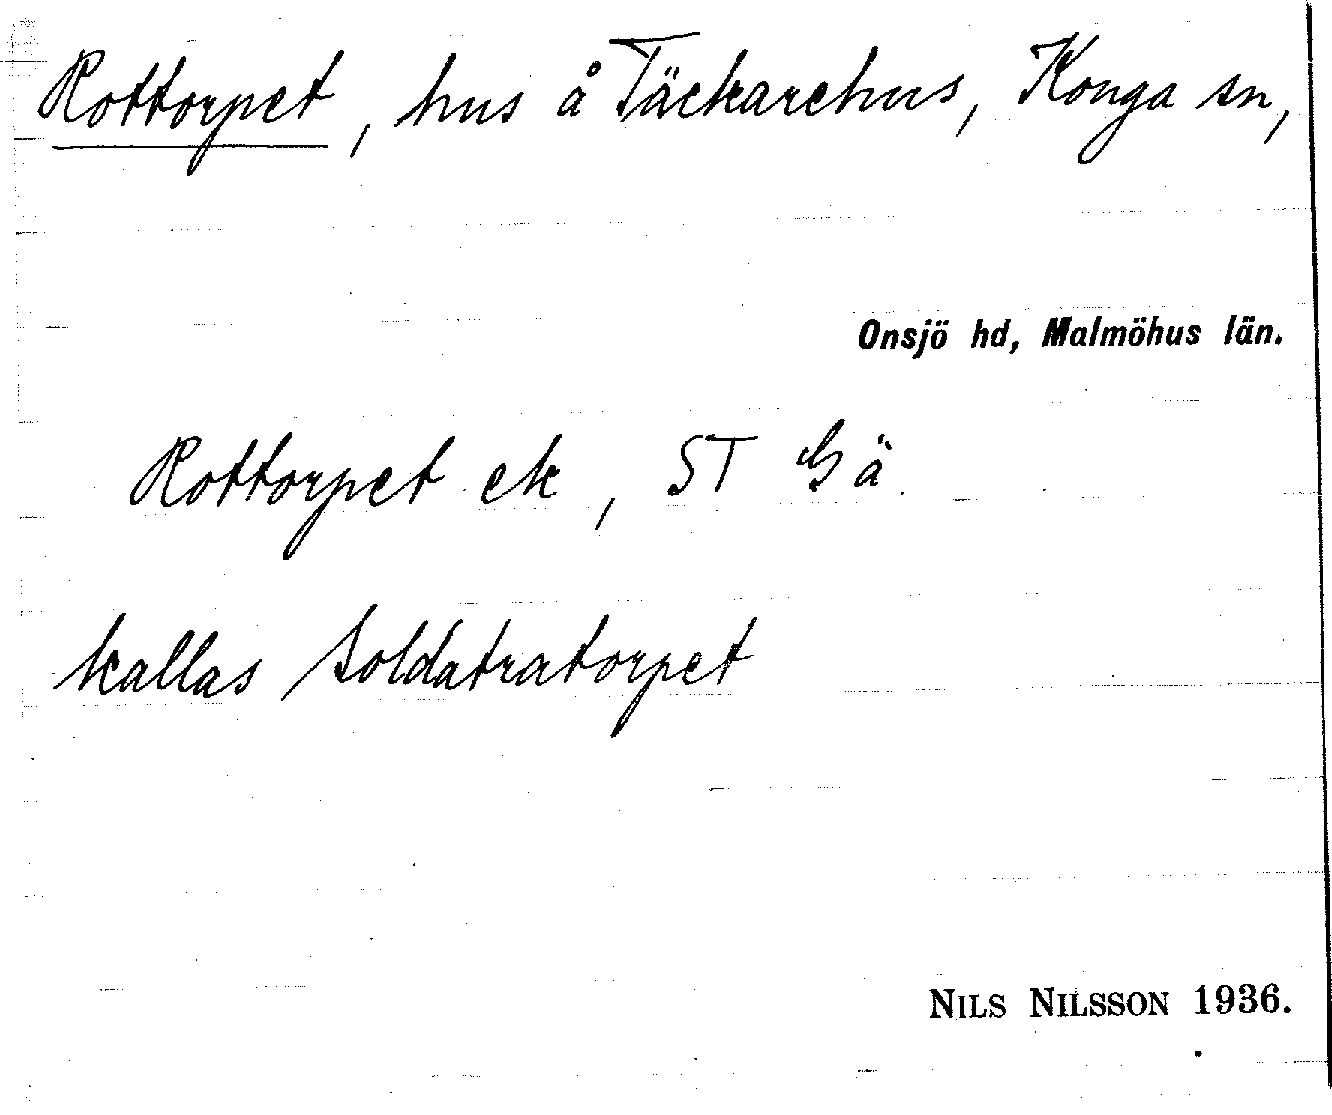 Rottorpet, hus å Täckarehus, Konga sn,
Onsjö hd, Malmöhus län.
Rottorpet ek, ST Gä
kallas Soldatratorpet
NILS NILSSON 1936.